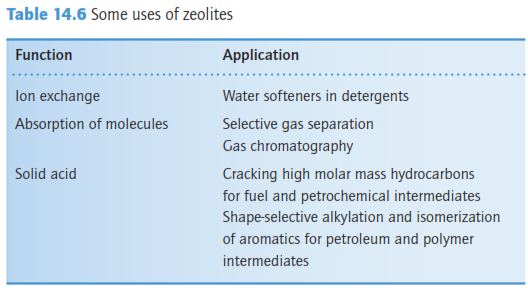 Table 14.6 Some uses of zeolites
Function Application
Ion exchange Water softeners in detergents
Absorption of molecules Selective gas separation
Gas chromatography
Solid acid Cracking high molar mass hydrocarbons
for fuel and petrochemical intermediates
Shape-selective alkylation and isomerization
of aromatics for petroleum and polymer
intermediates